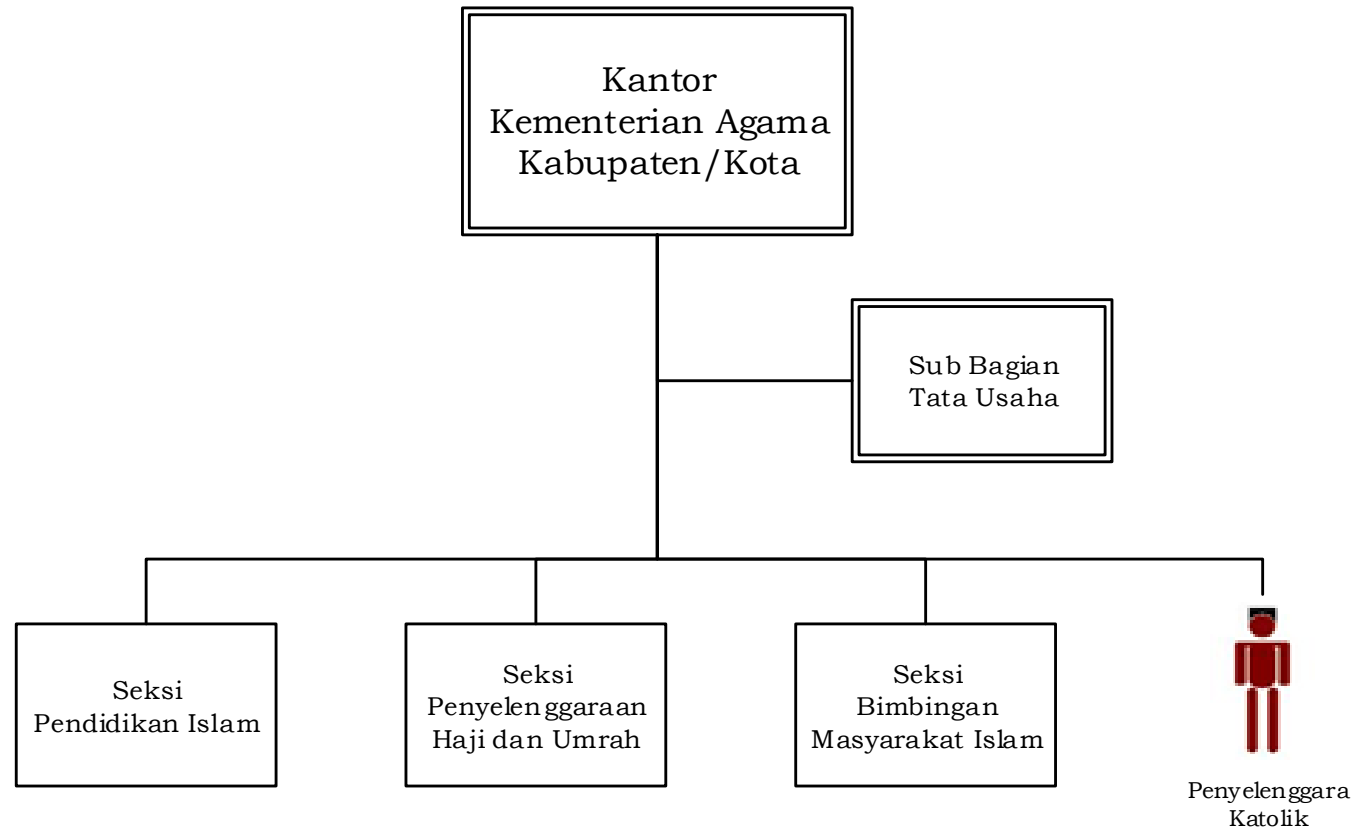 Kantor
Kementerian Agama
Kabupaten/Kota
Sub Bagian
Tata Usaha
Seksi
Pendidikan Islam
Seksi
Penyelenggaraan
Haji dan Umrah
Seksi
Bimbingan
Masyarakat Islam
Penyelenggara
Katolik